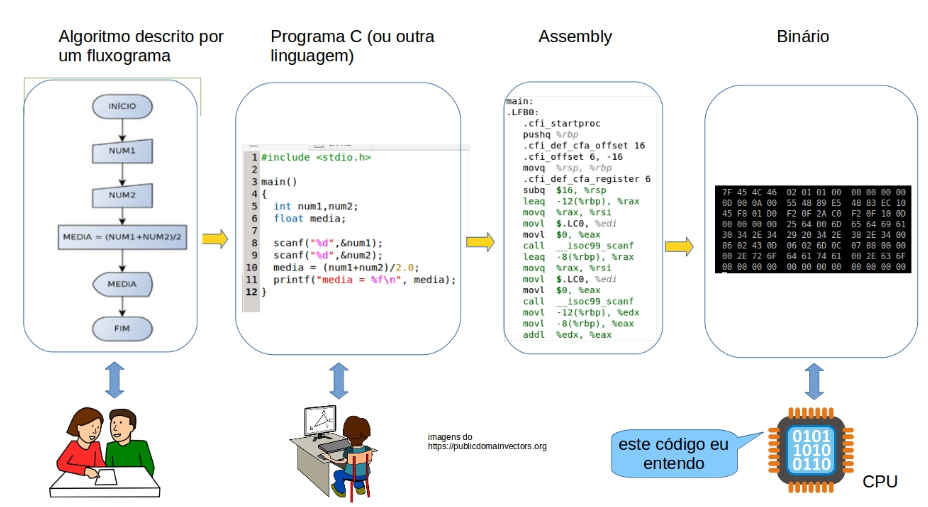 Algoritmo descrito por
um fluxograma
INÍCIO
NUM1
NUM2
MEDIA = (NUM1+NUM2)/2
MEDIA
FIM
Programa C (ou outra
linguagem)
1 #include <stdio.h>
2
3 main()
4 {
5 int num1,num2;
6 float media;
7
8 scanf("%d",&num1);
9 scanf("%d",&num2);
10 media = (num1+num2)/2.0;
11 printf("media = %f\n", media);
12 }
Assembly
main:
.LFB0:
.cfi_startproc
pushq %rbp
.cfi_def_cfa_offset 16
.cfi_offset 6, -16
movq %rsp, %rbp
.cfi_def_cfa_register 6
subq $16, %rsp
leaq -12(%rbp), %rax
movq %rax, %rsi
movl $.LC0, %edi
movl $0, %eax
call __isoc99_scanf
leaq -8(%rbp), %rax
movq %rax, %rsi
movl $.LC0, %edi
movl $0, %eax
call __isoc99_scanf
movl -12(%rbp), %edx
movl -8(%rbp), %eax
addl %edx, %eax
Binário
7F 45 4C 46 02 01 01 00 00 00 00 00
0D 00 0A 00 55 48 89 E5 48 83 EC 10
45 F8 01 D0 F2 0F 2A C0 F2 0F 10 0D
00 00 00 00 25 64 00 6D 65 64 69 61
30 34 2E 34 29 20 34 2E 38 2E 34 00
86 02 43 0D 06 02 6D 0C 07 08 00 00
00 2E 72 6F 64 61 74 61 00 2E 63 6F
00 00 00 00 00 00 00 00 00 00 00 00
imagens do
https://publicdomainvectors.org
este código eu
entendo
0101
1010
0110
CPU